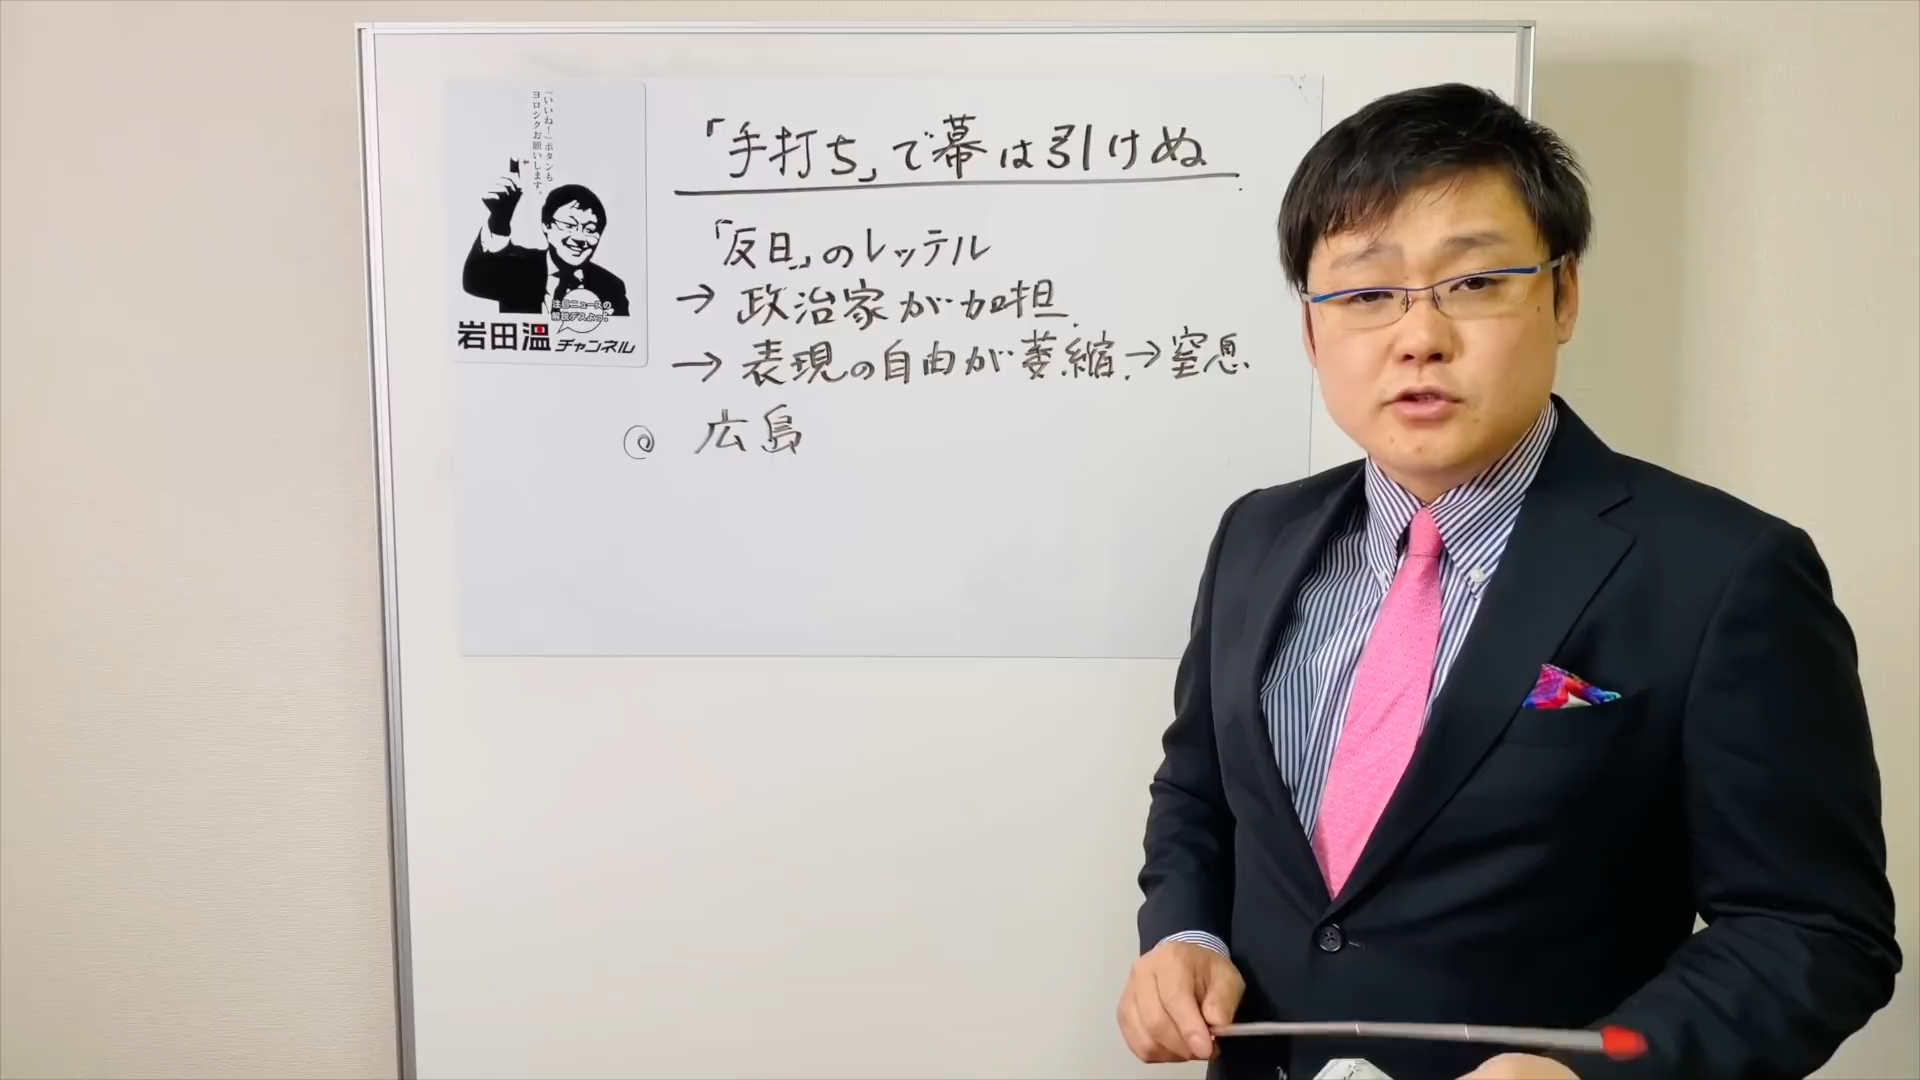 「いいね！」ボタンも
ヨロシクお願いします。
注目ニュースの
解説デスよっ！
岩田温チャンネル
「手打ち」で幕は引けぬ
「反日」のレッテル
→ 政治家が加担.
→ 表現の自由が萎縮.→窒息
@ 広島